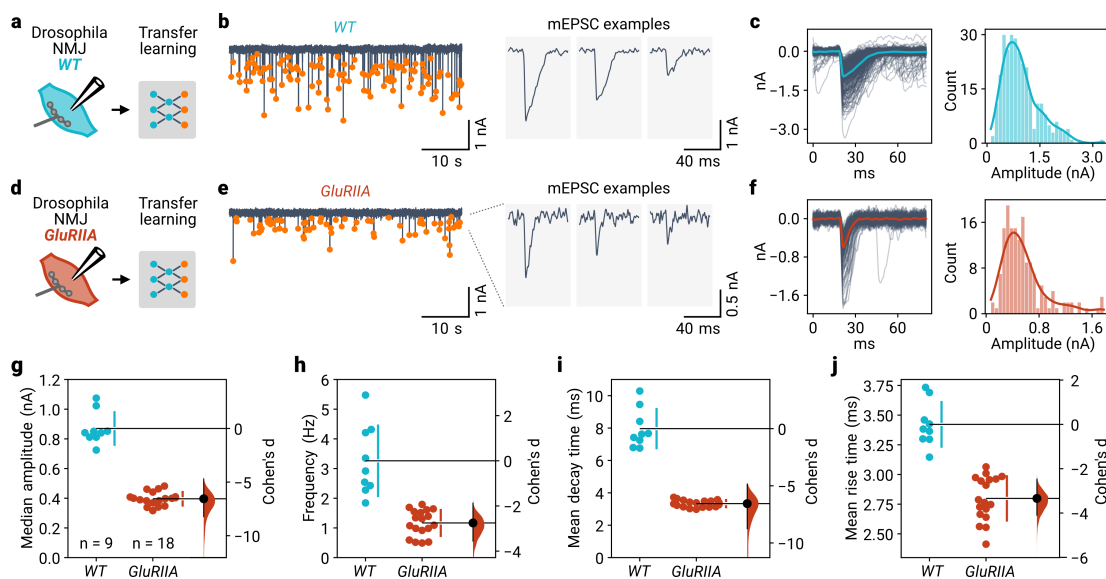 a
Drosophila
NMJ
WT
Transfer
learning
b
WT
10 s
1 nA
mEPSC examples
40 ms
1 nA
c
0.0
−1.5
−3.0
nA
0 30 60
ms
30
15
0
Count
0 1.5 3.0
Amplitude (nA)
d
Drosophila
NMJ
GluRIIA
Transfer
learning
e
GluRIIA
10 s
1 nA
mEPSC examples
40 ms
0.5 nA
f
0.0
−0.8
−1.6
nA
0 30 60
ms
16
8
0
Count
0 0.8 1.6
Amplitude (nA)
g
Median amplitude (nA)
1.2
1.0
0.8
0.6
0.4
0.2
0.0
n = 9 n = 18
WT GluRIIA
0
−5
−10
Cohen's d
h
Frequency (Hz)
6
5
4
3
2
1
0
WT GluRIIA
2
0
−2
−4
Cohen's d
i
Mean decay time (ms)
10
8
6
4
2
0
WT GluRIIA
0
−5
−10
Cohen's d
j
Mean rise time (ms)
3.75
3.50
3.25
3.00
2.75
2.50
WT GluRIIA
2
0
−2
−4
−6
Cohen's d